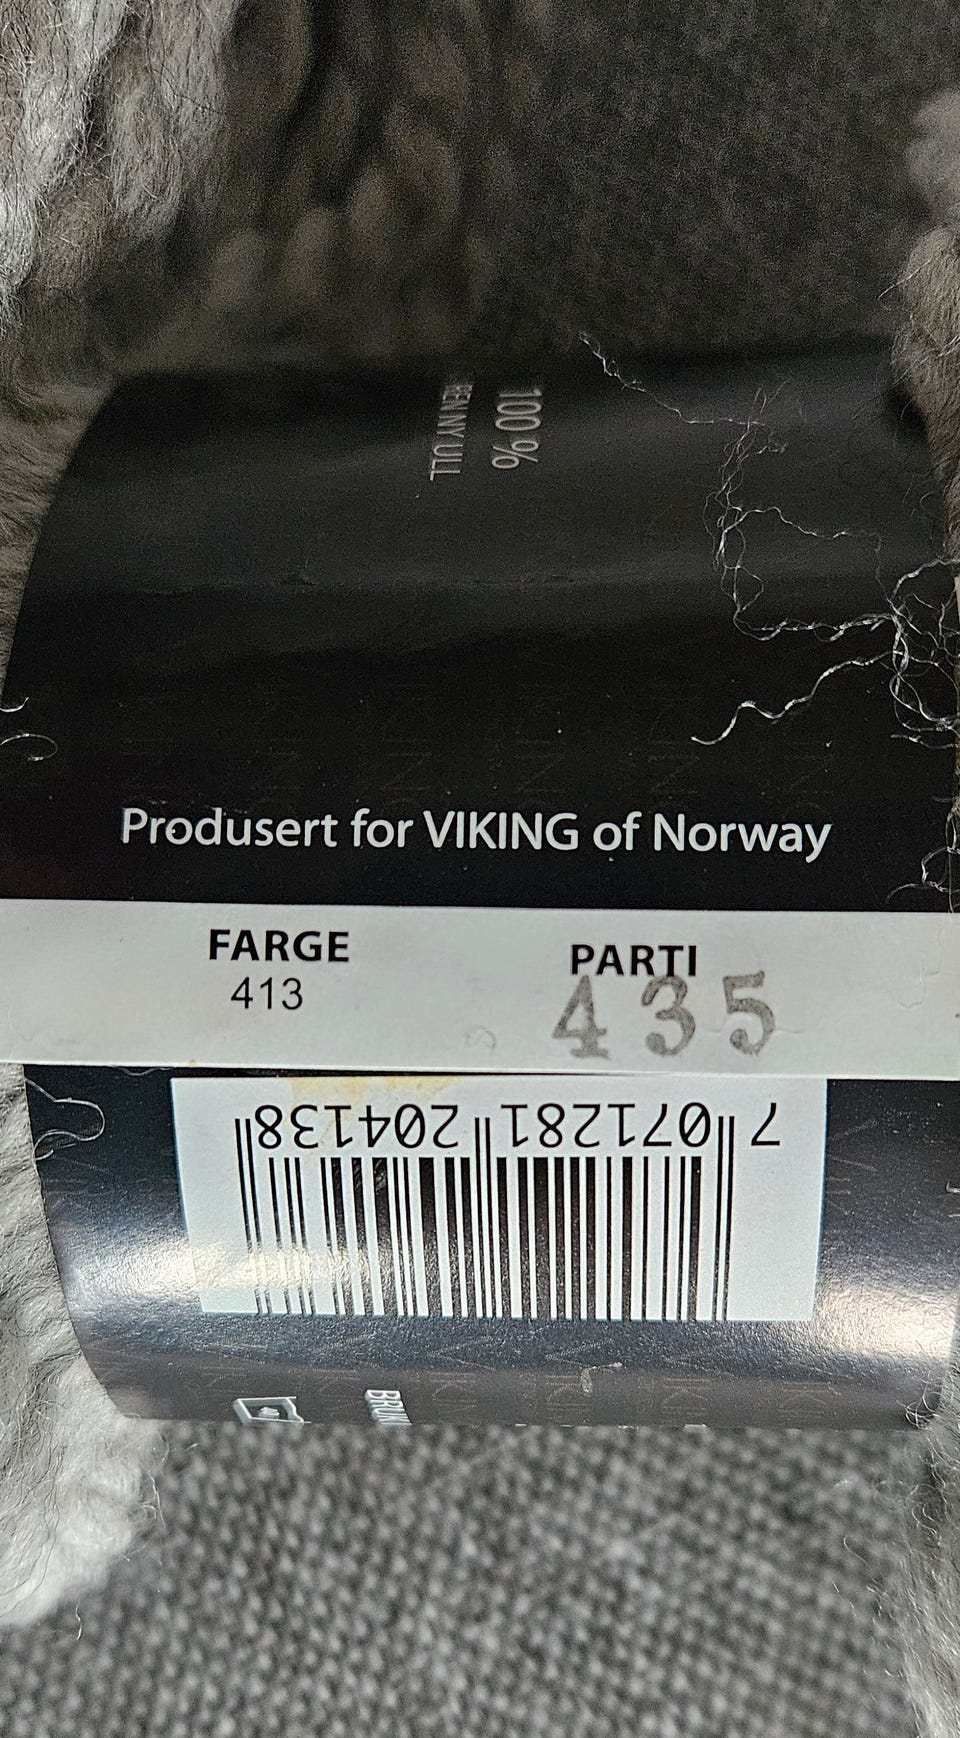 100 %
REN NY ULL
Produsert for VIKING of Norway
FARGE
413
PARTI
435
7 071281 204138